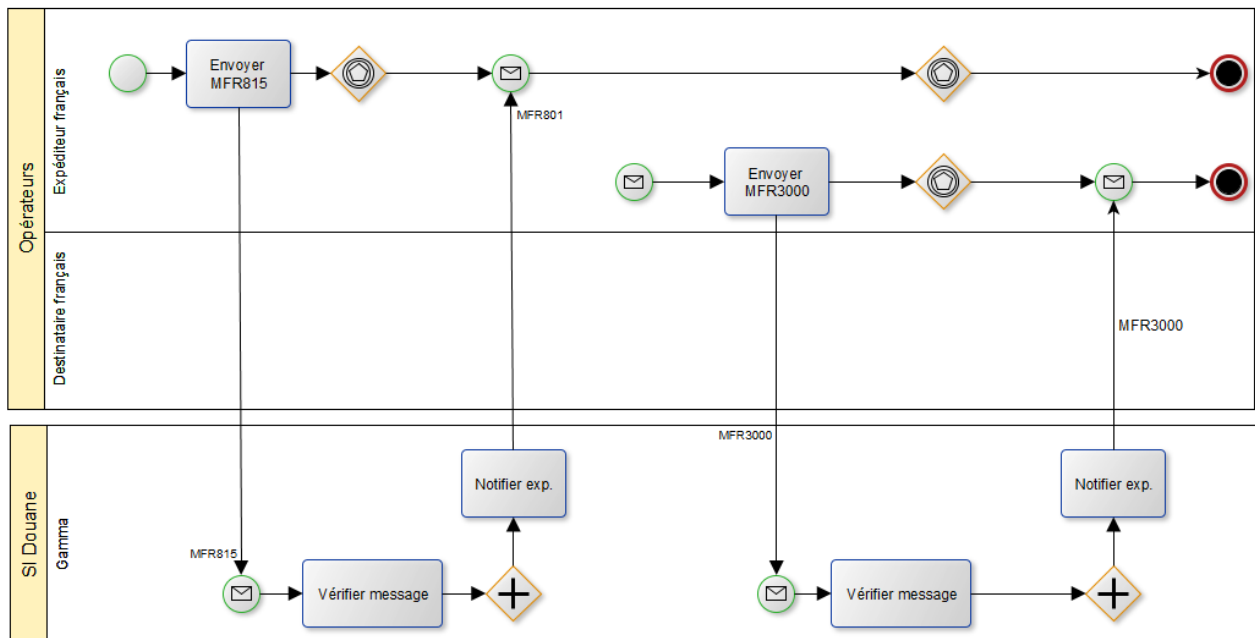 Opérateurs
Expéditeur français
Envoyer
MFR815
MFR801
Envoyer
MFR3000
Destinataire français
MFR3000
SI Douane
Gamma
MFR3000
Notifier exp.
Notifier exp.
MFR815
Vérifier message
Vérifier message